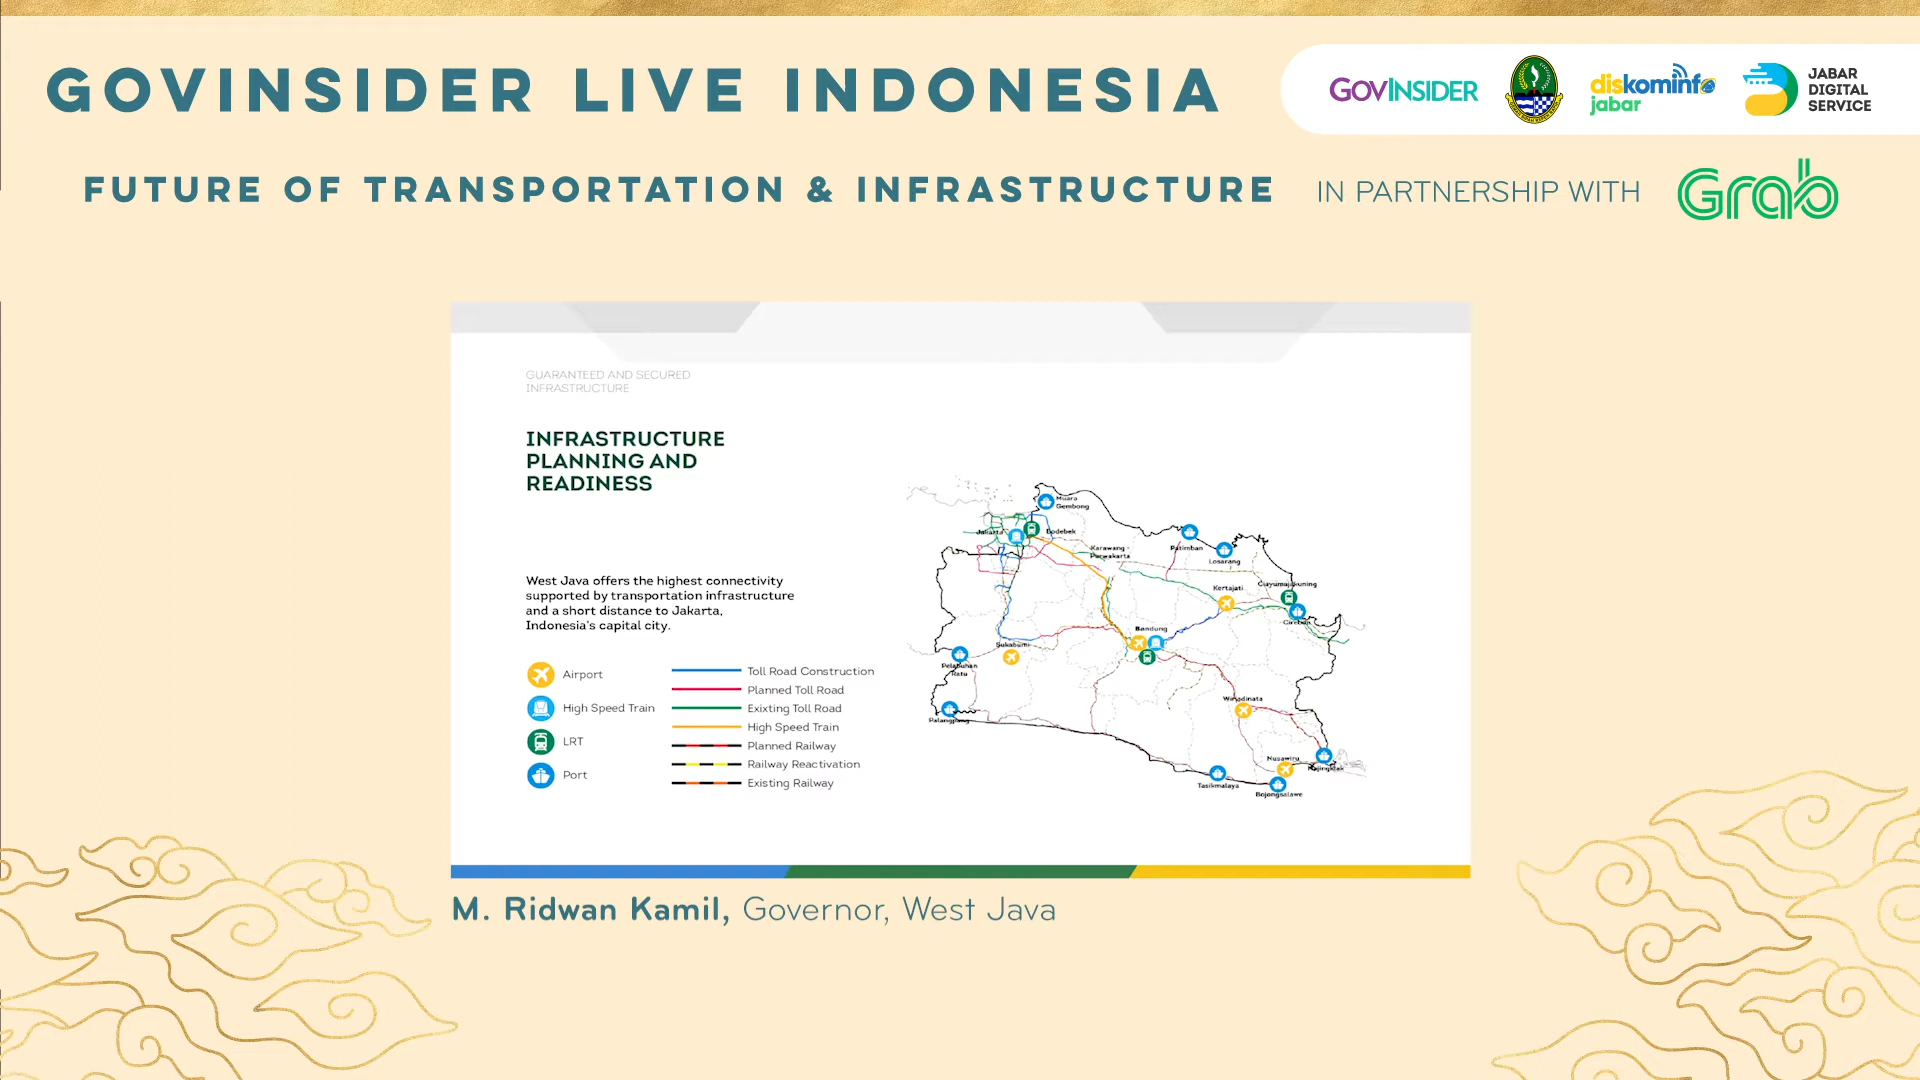 GOVINSIDER LIVE INDONESIA
GOVINSIDER
diskominfo
jabar
JABAR
DIGITAL
SERVICE
FUTURE OF TRANSPORTATION & INFRASTRUCTURE
IN PARTNERSHIP WITH
Grab
GUARANTEED AND SECURED
INFRASTRUCTURE
INFRASTRUCTURE
PLANNING AND
READINESS
West Java offers the highest connectivity
supported by transportation infrastructure
and a short distance to Jakarta,
Indonesia's capital city.
Airport
High Speed Train
LRT
Port
Toll Road Construction
Planned Toll Road
Exixting Toll Road
High Speed Train
Planned Railway
Railway Reactivation
Existing Railway
Muara
Gembong
Jakarta
Bodebek
Karawang -
Purwakarta
Patimban
Losarang
Kertajati
Ciayumajakuning
Cirebon
Bandung
Sukabumi
Pelabuhan
Ratu
Palangpang
Wiradinata
Nusawiru
Tasikmalaya
Bojongsalawe
M. Ridwan Kamil, Governor, West Java